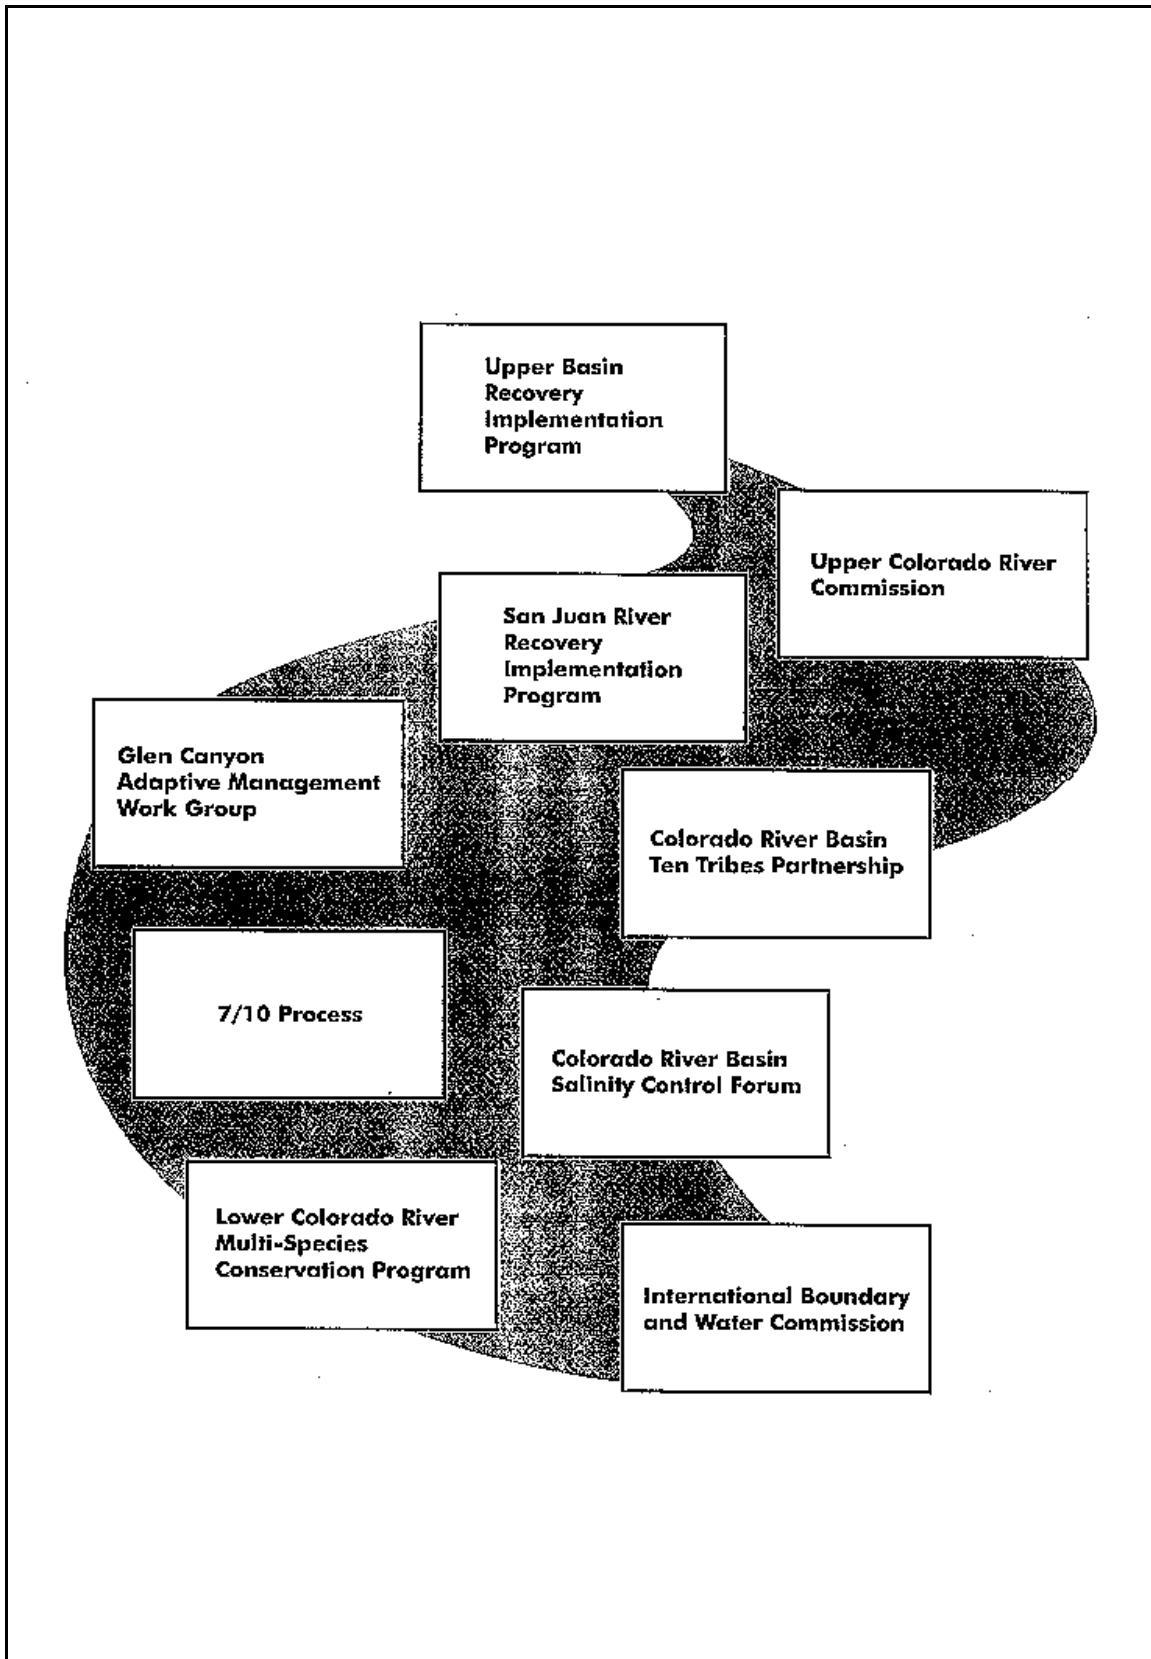 Upper Basin
Recovery
Implementation
Program
Upper Colorado River
Commission
San Juan River
Recovery
Implementation
Program
Glen Canyon
Adaptive Management
Work Group
Colorado River Basin
Ten Tribes Partnership
7/10 Process
Colorado River Basin
Salinity Control Forum
Lower Colorado River
Multi-Species
Conservation Program
International Boundary
and Water Commission